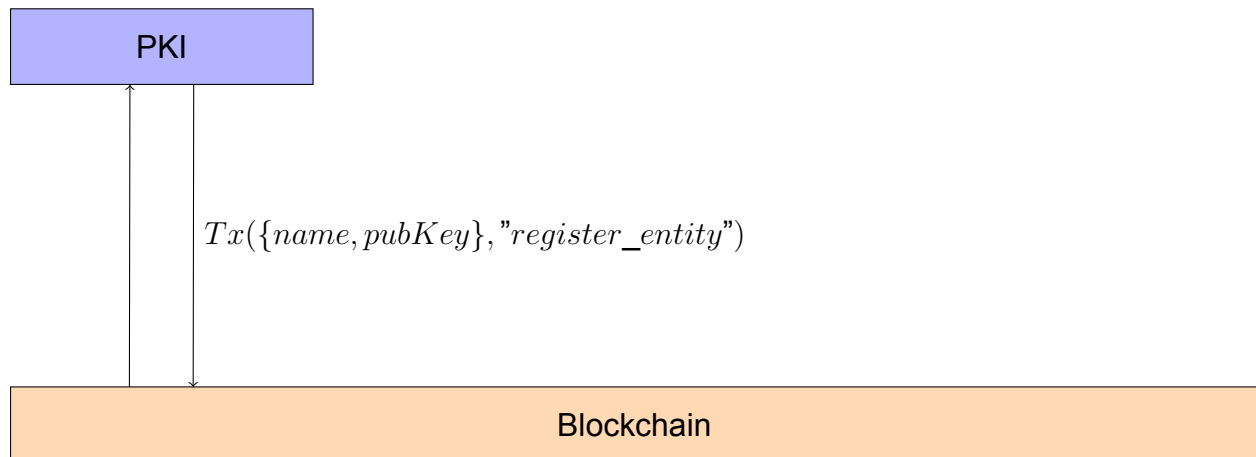 PKI
Tx({name, pubKey}, ”register_entity”)
Blockchain